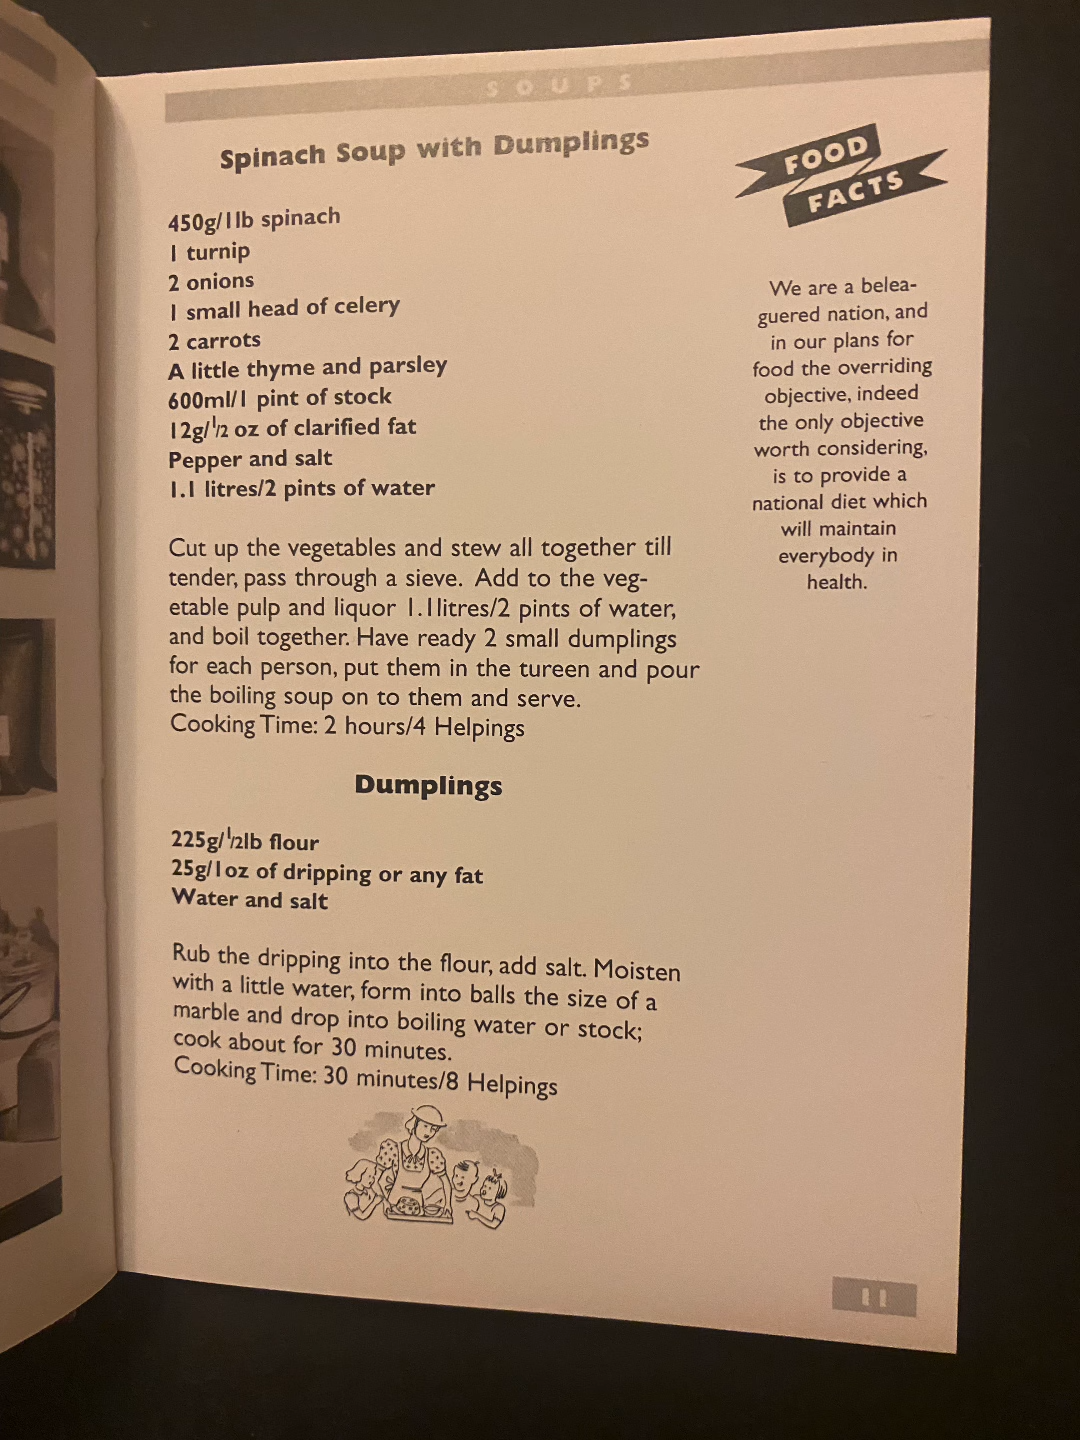 SOUPS
Spinach Soup with Dumplings
450g/1lb spinach
1 turnip
2 onions
1 small head of celery
2 carrots
A little thyme and parsley
600ml/1 pint of stock
12g/½ oz of clarified fat
Pepper and salt
1.1 litres/2 pints of water
Cut up the vegetables and stew all together till
tender, pass through a sieve. Add to the veg-
etable pulp and liquor 1.1litres/2 pints of water,
and boil together. Have ready 2 small dumplings
for each person, put them in the tureen and pour
the boiling soup on to them and serve.
Cooking Time: 2 hours/4 Helpings
Dumplings
225g/½lb flour
25g/1oz of dripping or any fat
Water and salt
Rub the dripping into the flour, add salt. Moisten
with a little water, form into balls the size of a
marble and drop into boiling water or stock;
cook about for 30 minutes.
Cooking Time: 30 minutes/8 Helpings
FOOD
FACTS
We are a belea-
guered nation, and
in our plans for
food the overriding
objective, indeed
the only objective
worth considering,
is to provide a
national diet which
will maintain
everybody in
health.
11